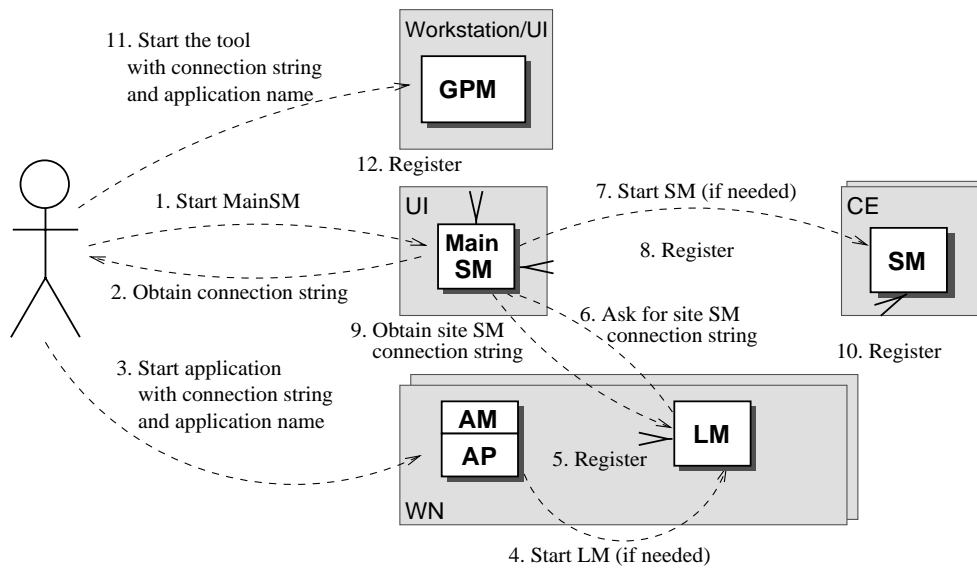 11. Start the tool
with connection string
and application name
Workstation/UI
GPM
12. Register
1. Start MainSM
UI
Main
SM
7. Start SM (if needed)
CE
SM
8. Register
2. Obtain connection string
9. Obtain site SM
connection string
6. Ask for site SM
connection string
10. Register
3. Start application
with connection string
and application name
AM
AP
LM
5. Register
WN
4. Start LM (if needed)